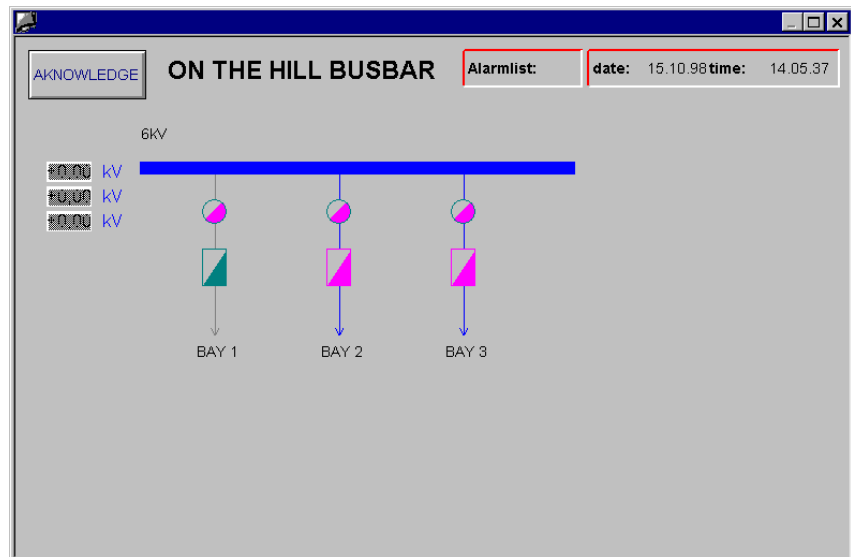 AKNOWLEDGE
ON THE HILL BUSBAR
Alarmlist:
date: 15.10.98 time: 14.05.37
6kV
+0.00 kV
+0.00 kV
+0.00 kV
BAY 1 BAY 2 BAY 3